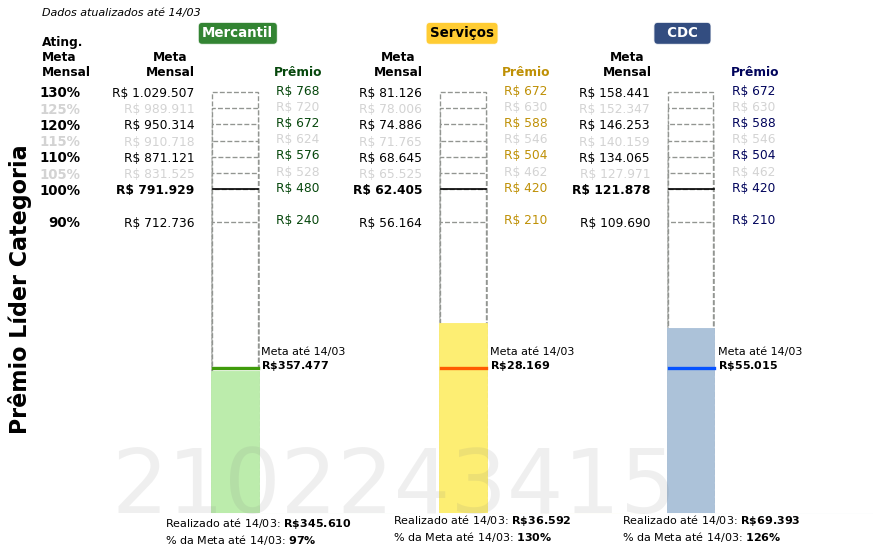 Dados atualizados até 14/03
Mercantil Serviços CDC
Ating.
Meta
Mensal
Meta
Mensal
Prêmio
Meta
Mensal
Prêmio
Meta
Mensal
Prêmio
130% R$ 1.029.507 R$ 768 R$ 81.126 R$ 672 R$ 158.441 R$ 672
125% R$ 989.911 R$ 720 R$ 78.006 R$ 630 R$ 152.347 R$ 630
120% R$ 950.314 R$ 672 R$ 74.886 R$ 588 R$ 146.253 R$ 588
115% R$ 910.718 R$ 624 R$ 71.765 R$ 546 R$ 140.159 R$ 546
110% R$ 871.121 R$ 576 R$ 68.645 R$ 504 R$ 134.065 R$ 504
105% R$ 831.525 R$ 528 R$ 65.525 R$ 462 R$ 127.971 R$ 462
100% R$ 791.929 R$ 480 R$ 62.405 R$ 420 R$ 121.878 R$ 420
90% R$ 712.736 R$ 240 R$ 56.164 R$ 210 R$ 109.690 R$ 210
Prêmio Líder Categoria
Meta até 14/03
R$357.477
Meta até 14/03
R$28.169
Meta até 14/03
R$55.015
2102243415
Realizado até 14/03: R$345.610
% da Meta até 14/03: 97%
Realizado até 14/03: R$36.592
% da Meta até 14/03: 130%
Realizado até 14/03: R$69.393
% da Meta até 14/03: 126%